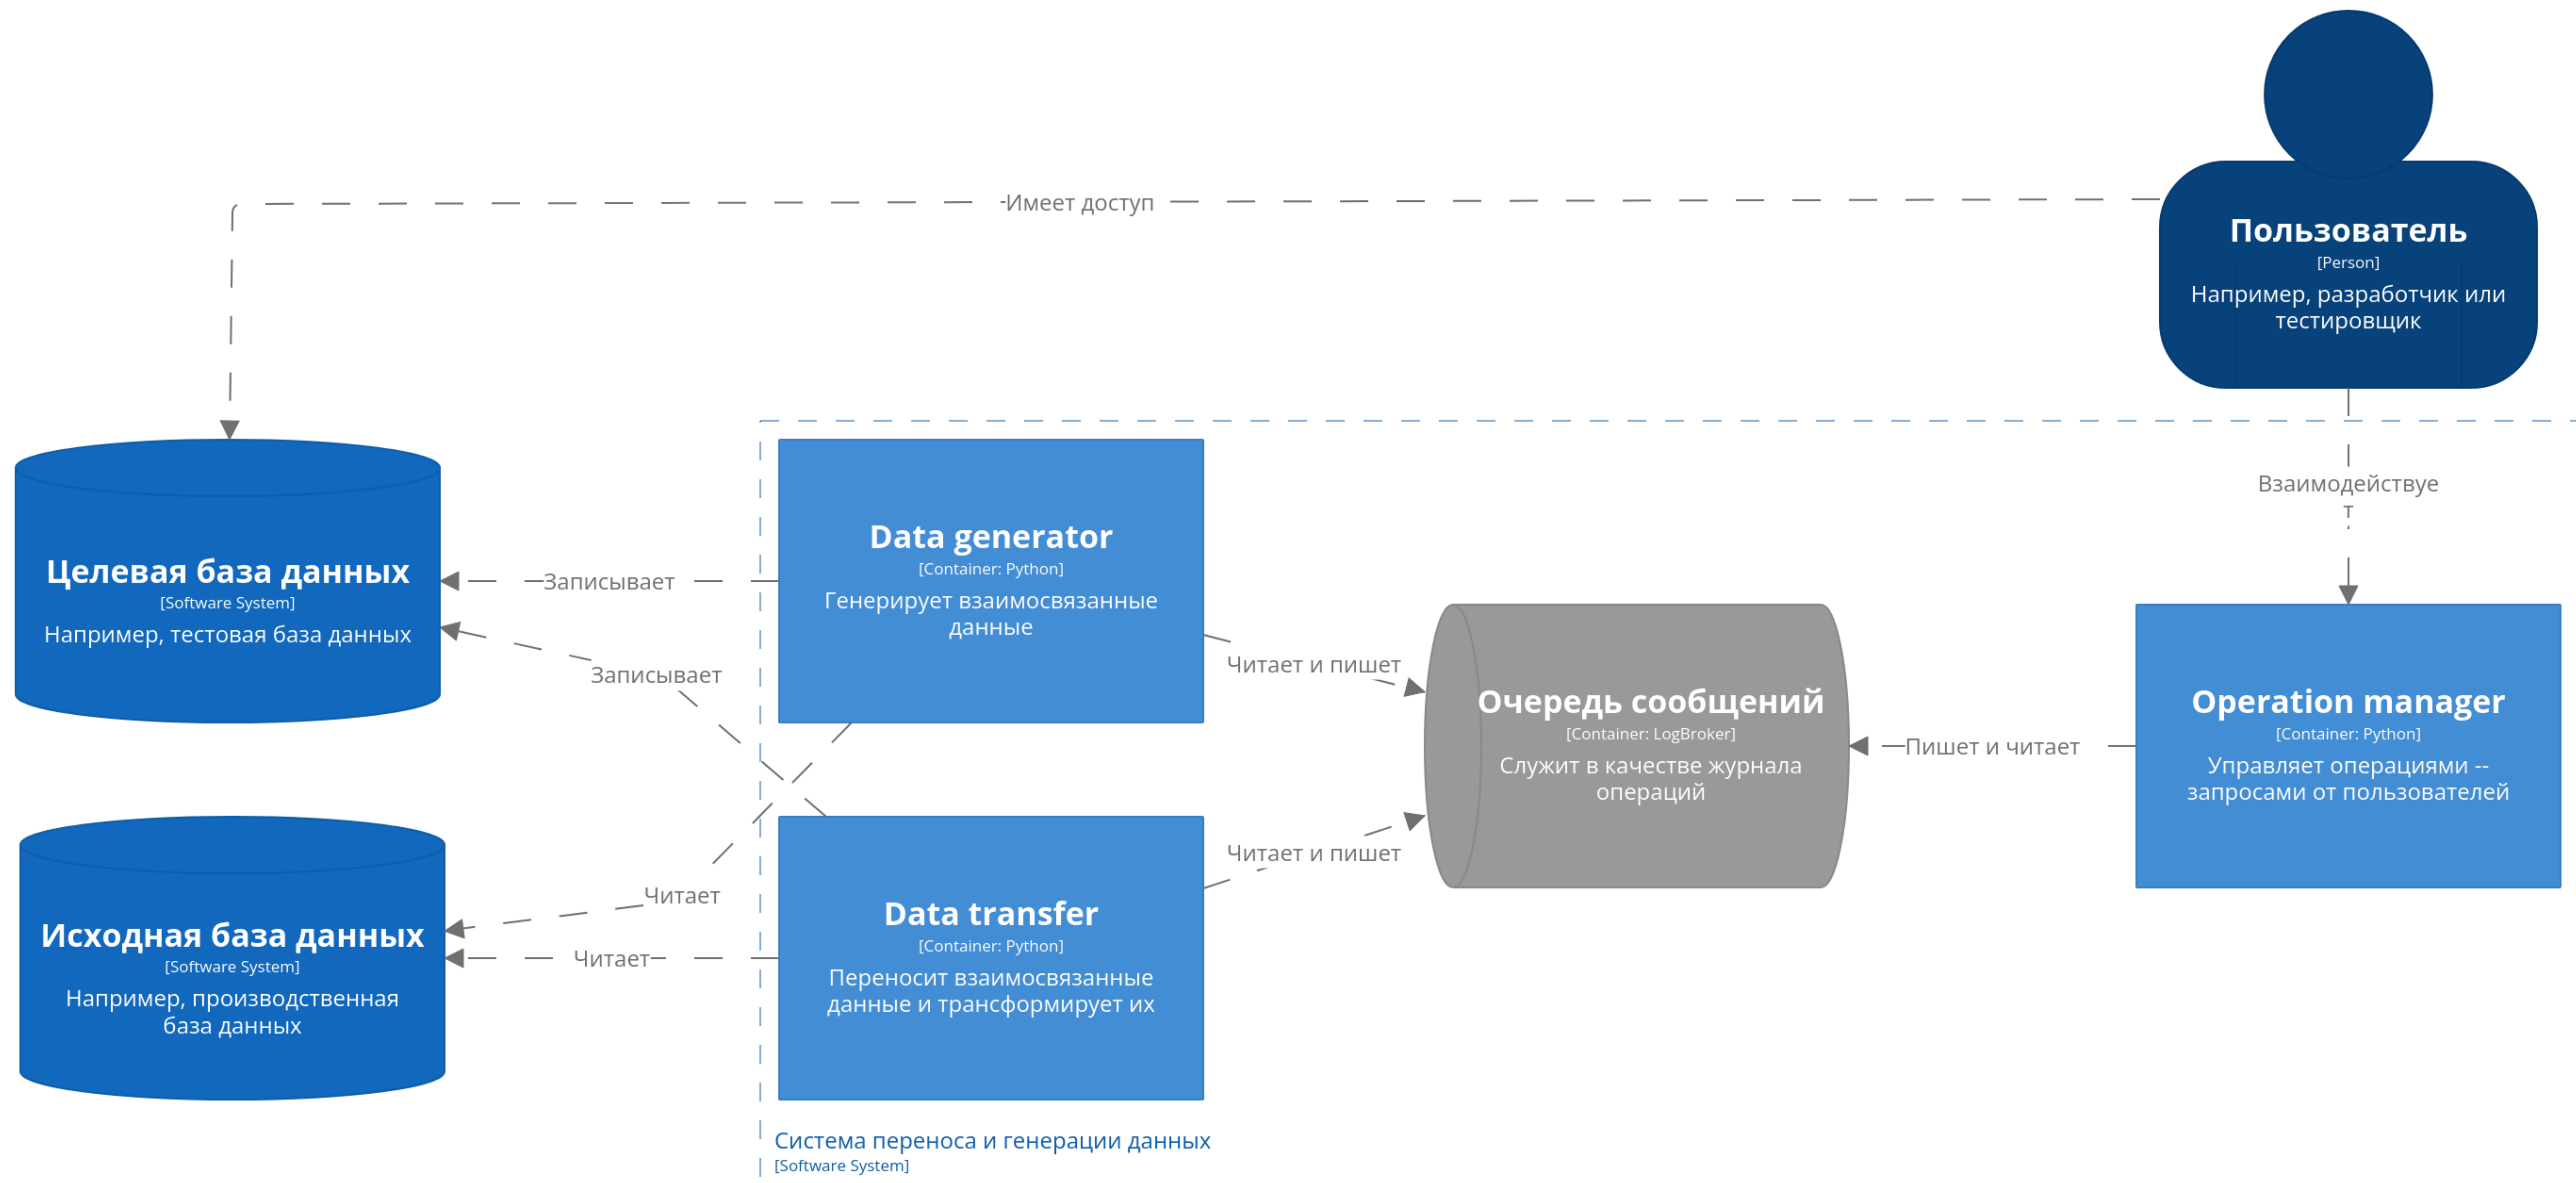 Имеет доступ
Пользователь
[Person]
Например, разработчик или
тестировщик
Взаимодействуе
т
Целевая база данных
[Software System]
Например, тестовая база данных
Записывает
Data generator
[Container: Python]
Генерирует взаимосвязанные
данные
Записывает
Читает и пишет
Очередь сообщений
[Container: LogBroker]
Служит в качестве журнала
операций
Пишет и читает
Operation manager
[Container: Python]
Управляет операциями --
запросами от пользователей
Читает и пишет
Исходная база данных
[Software System]
Например, производственная
база данных
Читает
Читает
Data transfer
[Container: Python]
Переносит взаимосвязанные
данные и трансформирует их
Система переноса и генерации данных
[Software System]